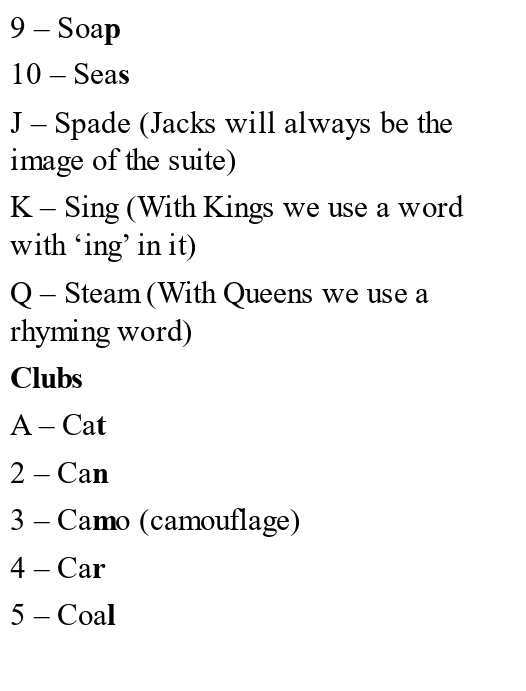 9 – Soap
10 – Seas
J – Spade (Jacks will always be the
image of the suite)
K – Sing (With Kings we use a word
with ‘ing’ in it)
Q – Steam (With Queens we use a
rhyming word)
Clubs
A – Cat
2 – Can
3 – Camo (camouflage)
4 – Car
5 – Coal